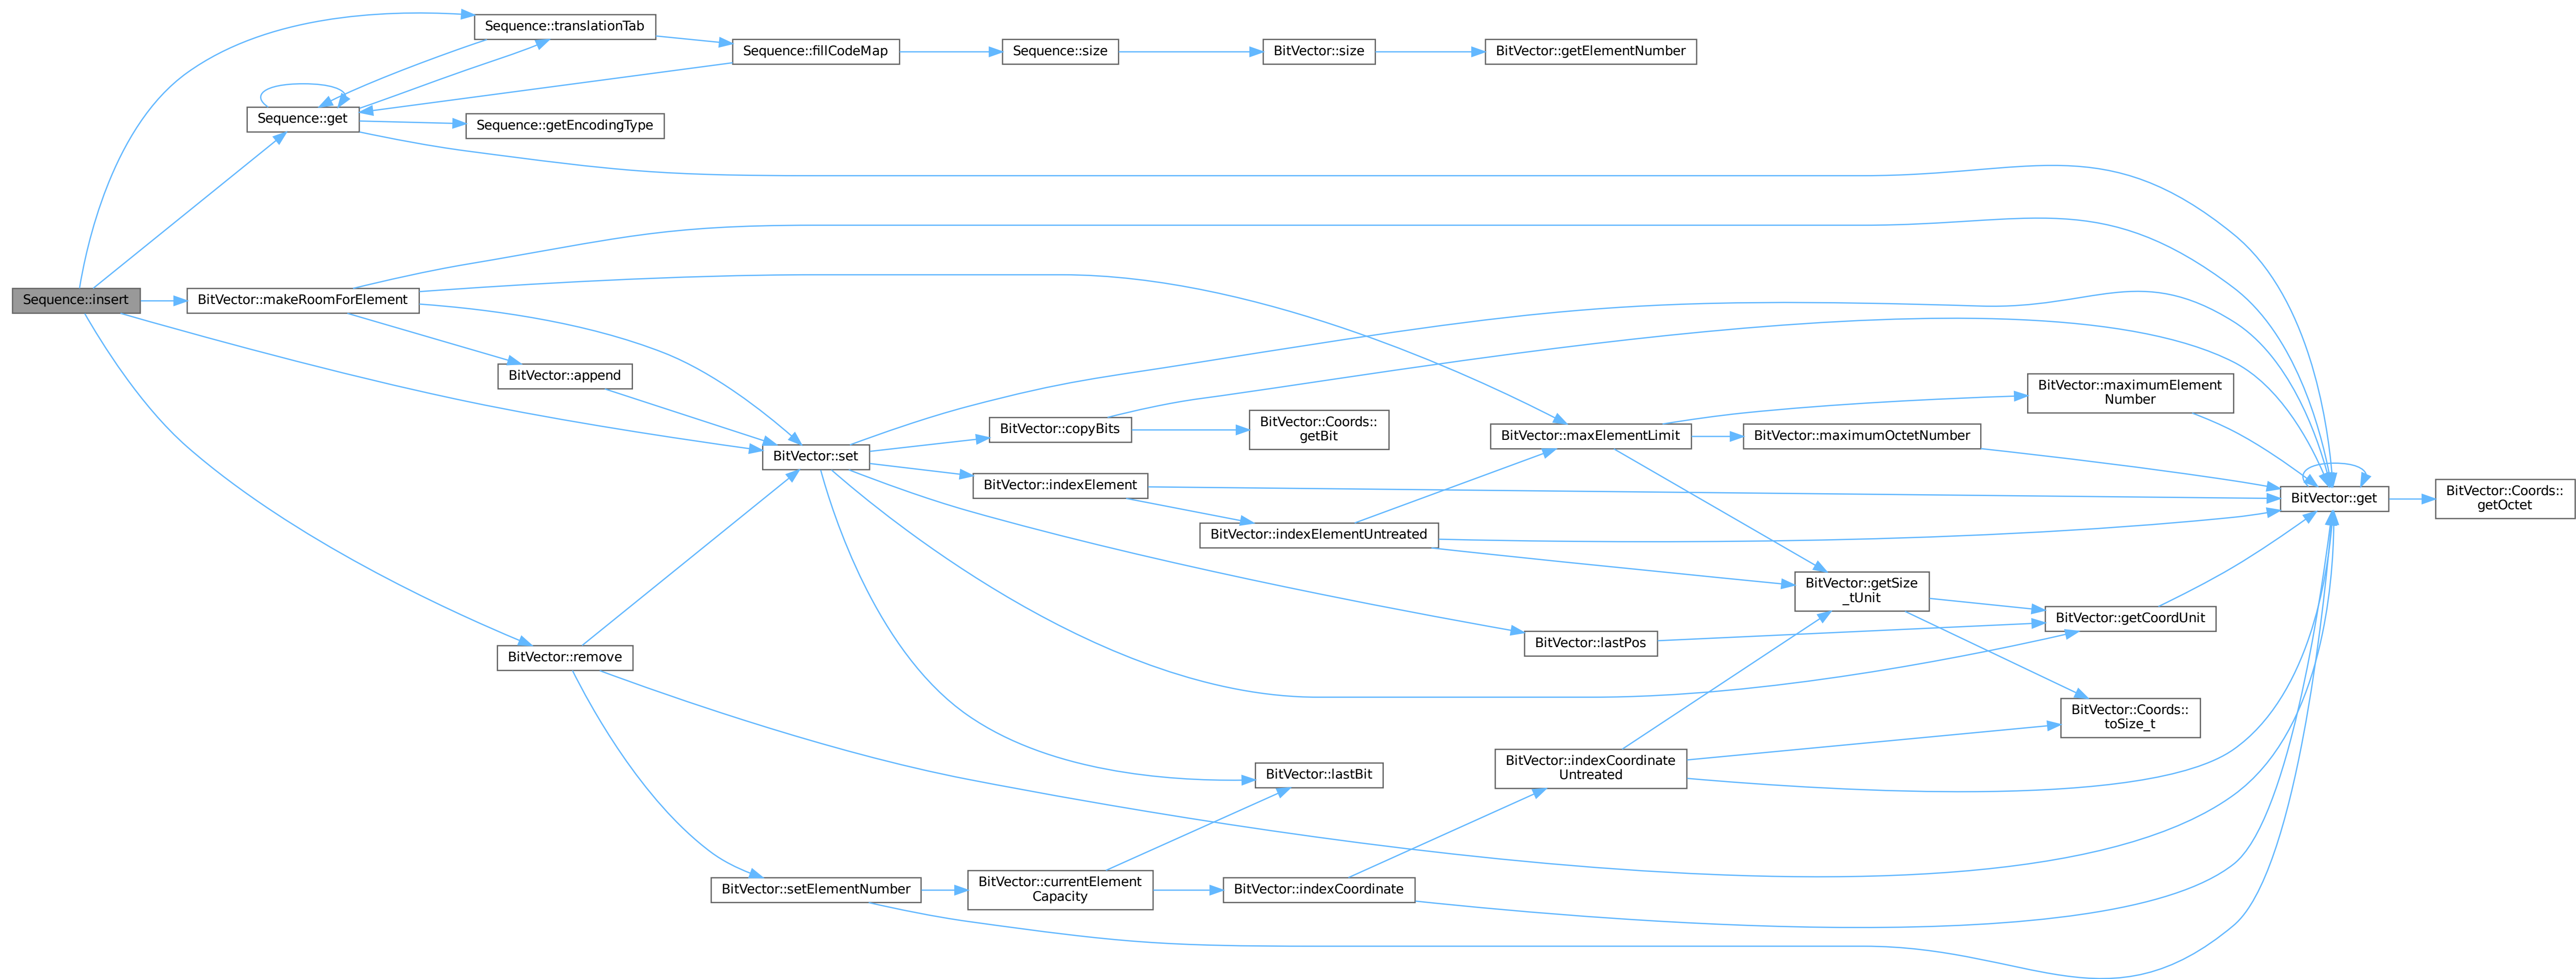 Sequence::translationTab
Sequence::fillCodeMap
Sequence::size
BitVector::size
BitVector::getElementNumber
Sequence::get
Sequence::getEncodingType
Sequence::insert
BitVector::makeRoomForElement
BitVector::append
BitVector::set
BitVector::copyBits
BitVector::Coords::
getBit
BitVector::maxElementLimit
BitVector::maximumElement
Number
BitVector::maximumOctetNumber
BitVector::indexElement
BitVector::get
BitVector::Coords::
getOctet
BitVector::indexElementUntreated
BitVector::getSize
_tUnit
BitVector::getCoordUnit
BitVector::lastPos
BitVector::remove
BitVector::Coords::
toSize_t
BitVector::indexCoordinate
Untreated
BitVector::lastBit
BitVector::setElementNumber
BitVector::currentElement
Capacity
BitVector::indexCoordinate